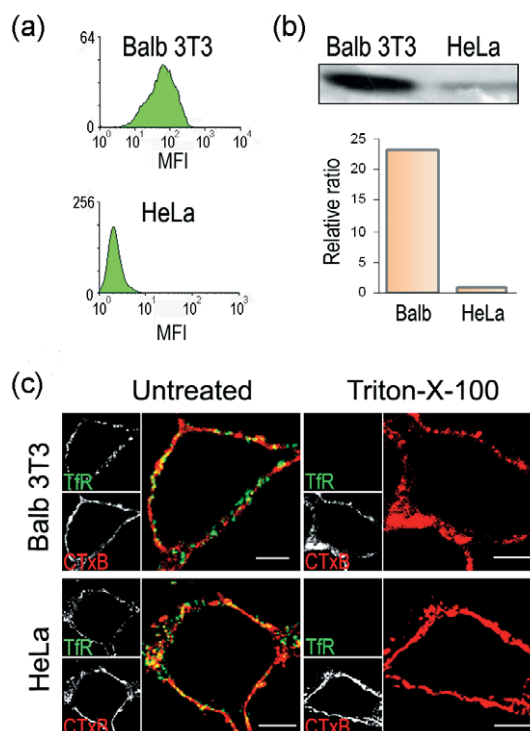 (a)
Balb 3T3
64
0
10^0 10^1 10^2 10^3 10^4
MFI
HeLa
256
0
10^0 10^1 10^2 10^3
MFI
(b)
Balb 3T3 HeLa
25
20
15
10
5
0
Relative ratio
Balb HeLa
(c)
Untreated Triton-X-100
Balb 3T3
TfR TfR
CTxB CTxB
HeLa
TfR TfR
CTxB CTxB